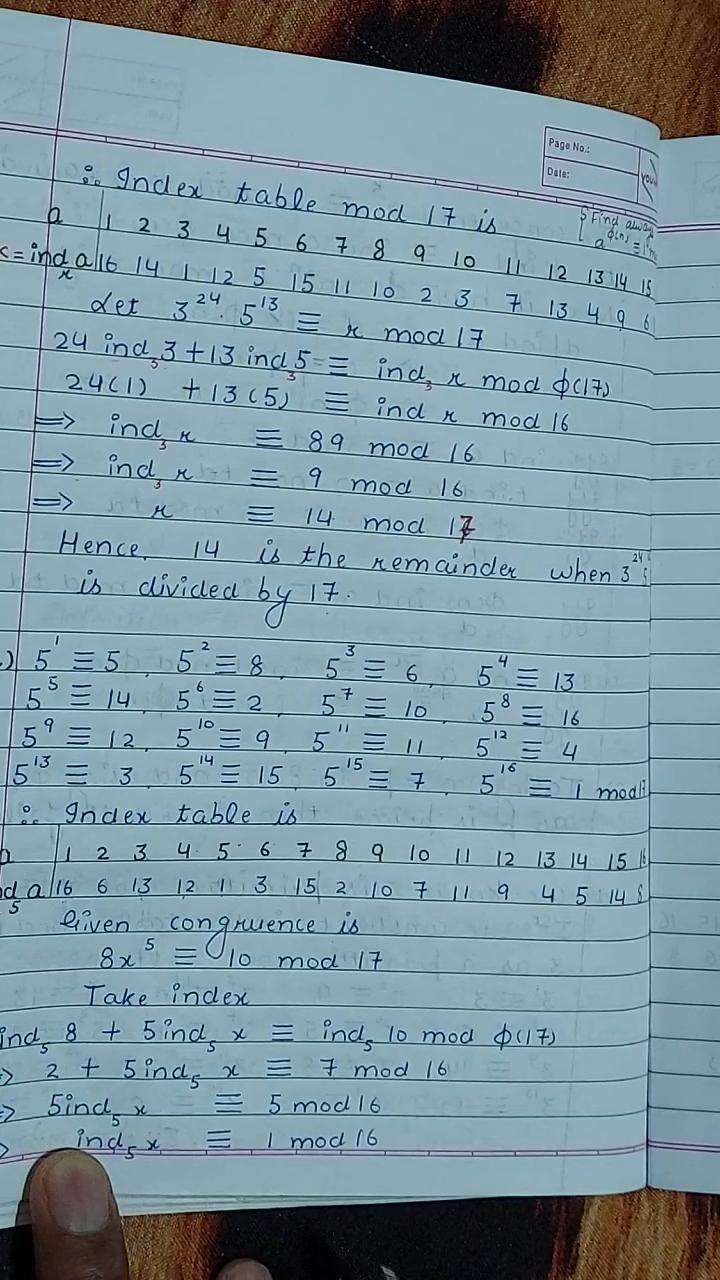 Page No.:
Date:
YOUVA
∴ Index table mod 17 is
[ Find always
a^φ(n) ≡ 1
a | 1 2 3 4 5 6 7 8 9 10 11 12 13 14 15
= ind_r a | 16 14 1 12 5 15 11 10 2 3 7 13 4 9 6
Let 3^24 . 5^13 ≡ r mod 17
24 ind_3 3 + 13 ind_3 5 ≡ ind_3 r mod φ(17)
24(1) + 13(5) ≡ ind r mod 16
⇒ ind_3 r ≡ 89 mod 16
⇒ ind_3 r ≡ 9 mod 16
⇒ r ≡ 14 mod 17
Hence, 14 is the remainder when 3^24
is divided by 17.
) 5^1 ≡ 5, 5^2 ≡ 8, 5^3 ≡ 6, 5^4 ≡ 13
5^5 ≡ 14, 5^6 ≡ 2, 5^7 ≡ 10, 5^8 ≡ 16
5^9 ≡ 12, 5^10 ≡ 9, 5^11 ≡ 11, 5^12 ≡ 4
5^13 ≡ 3, 5^14 ≡ 15, 5^15 ≡ 7, 5^16 ≡ 1 mod 17
∴ Index table is
a | 1 2 3 4 5 6 7 8 9 10 11 12 13 14 15 16
nd_5 a | 16 6 13 12 1 3 15 2 10 7 11 9 4 5 14 8
Given congruence is
8x^5 ≡ 10 mod 17
Take index
ind_5 8 + 5 ind_5 x ≡ ind_5 10 mod φ(17)
⇒ 2 + 5 ind_5 x ≡ 7 mod 16
⇒ 5 ind_5 x ≡ 5 mod 16
⇒ ind_5 x ≡ 1 mod 16